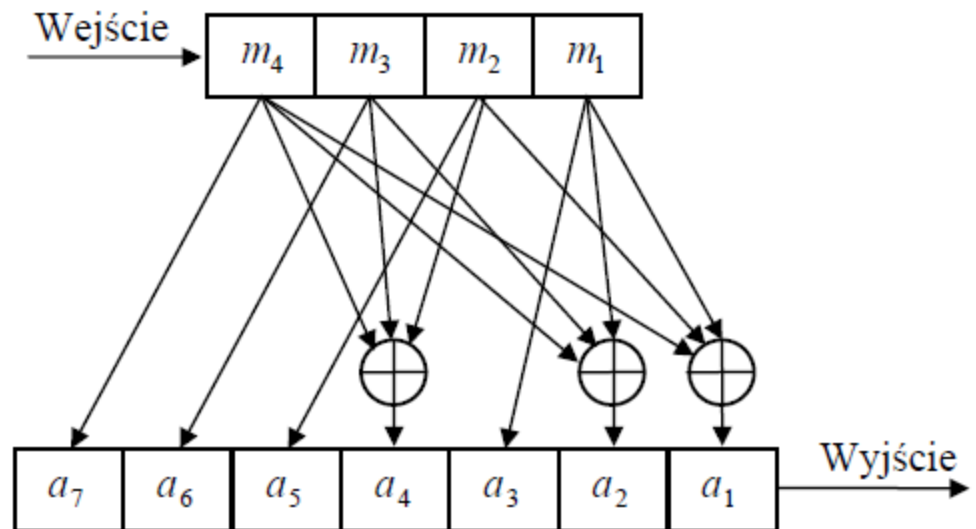 Wejście
m₄ m₃ m₂ m₁
a₇ a₆ a₅ a₄ a₃ a₂ a₁
Wyjście